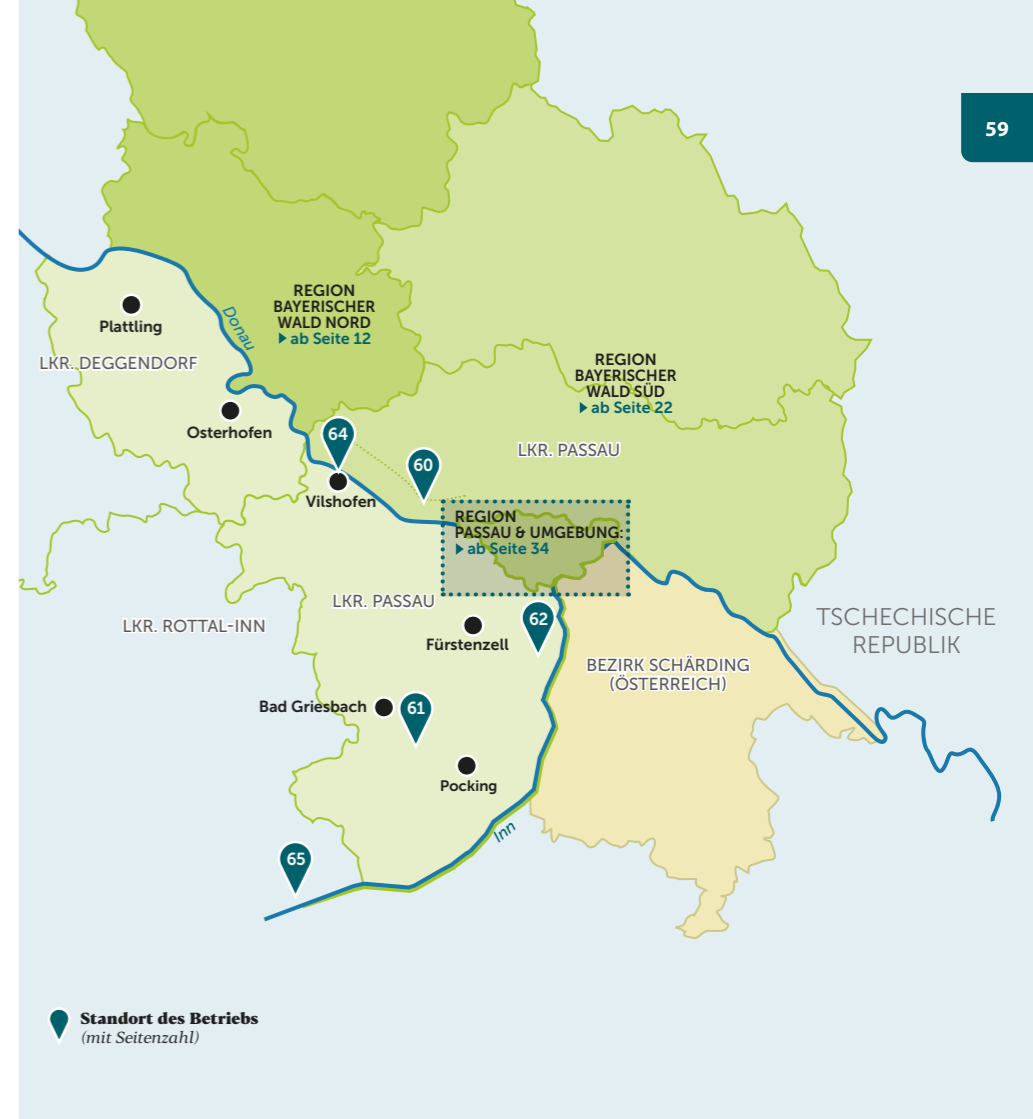 59
REGION
BAYERISCHER
WALD NORD
▶ ab Seite 12
Donau
Plattling
LKR. DEGGENDORF
REGION
BAYERISCHER
WALD SÜD
▶ ab Seite 22
Osterhofen
64
LKR. PASSAU
60
Vilshofen
REGION
PASSAU & UMGEBUNG:
▶ ab Seite 34
LKR. PASSAU
62
LKR. ROTTAL-INN
Fürstenzell
TSCHECHISCHE
REPUBLIK
BEZIRK SCHÄRDING
(ÖSTERREICH)
Bad Griesbach
61
Pocking
Inn
65
Standort des Betriebs
(mit Seitenzahl)